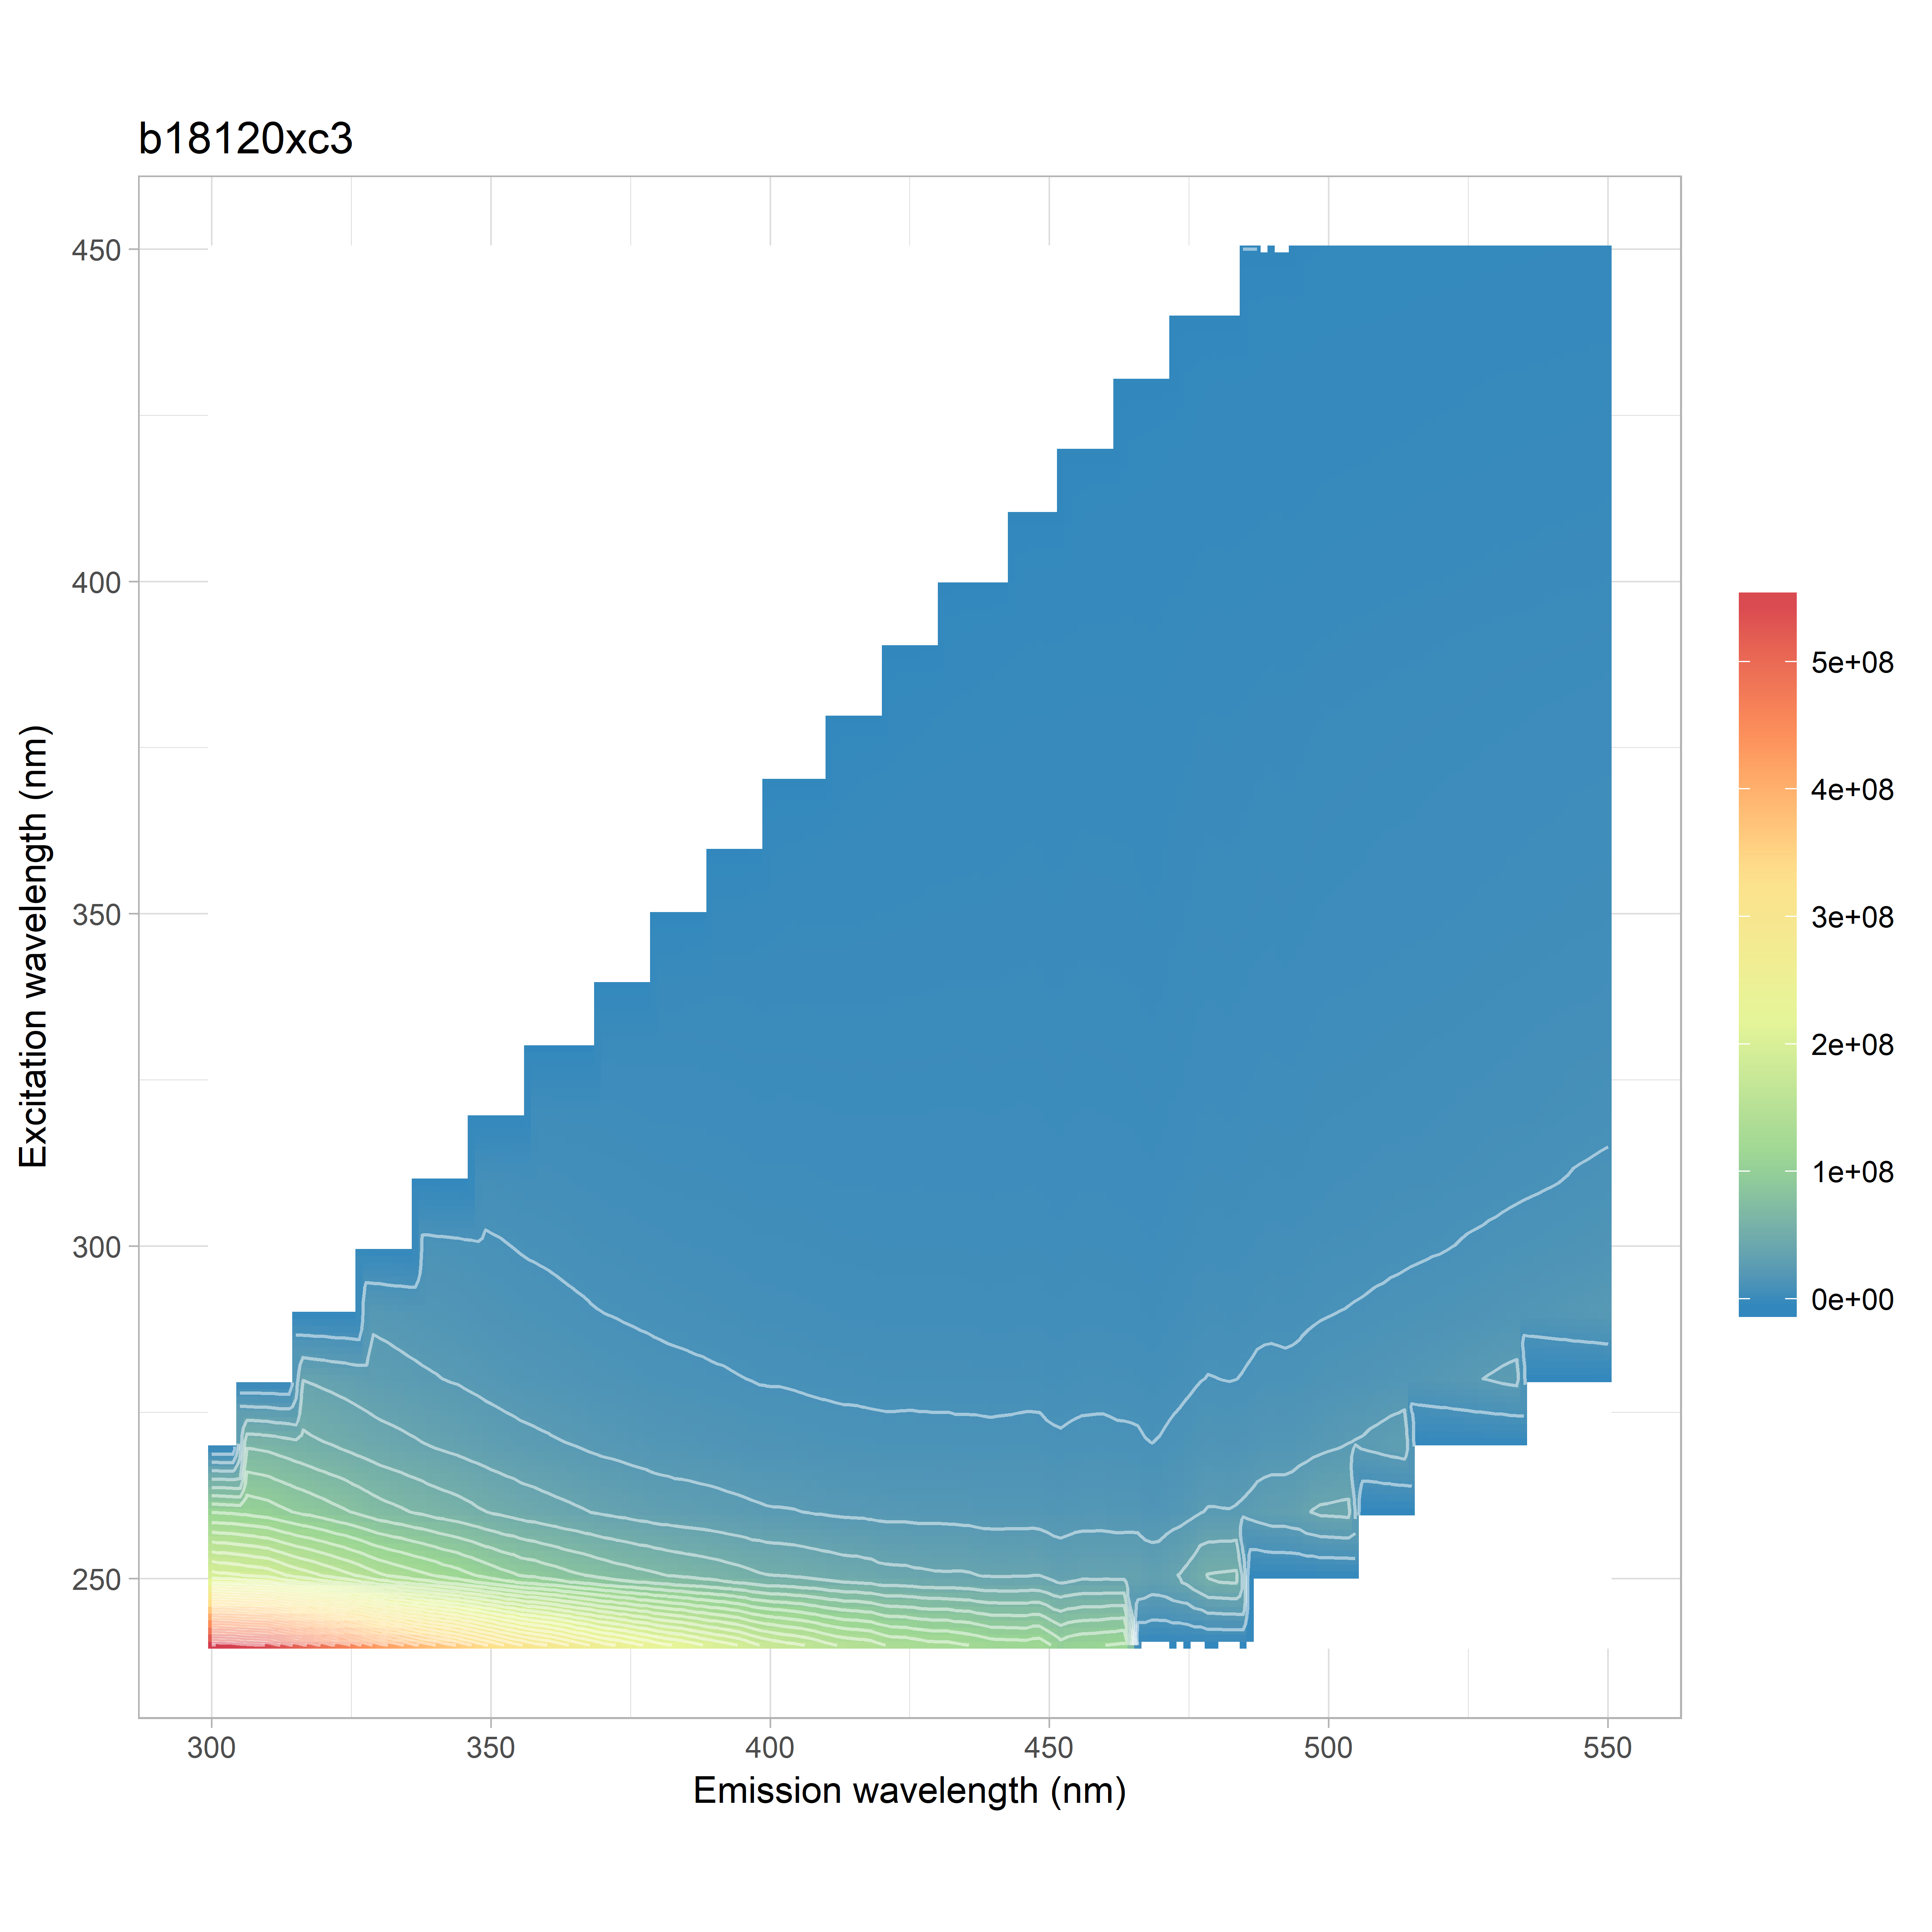 b18120xc3
450
400
350
300
250
Excitation wavelength (nm)
300
350
400
450
500
550
Emission wavelength (nm)
5e+08
4e+08
3e+08
2e+08
1e+08
0e+00